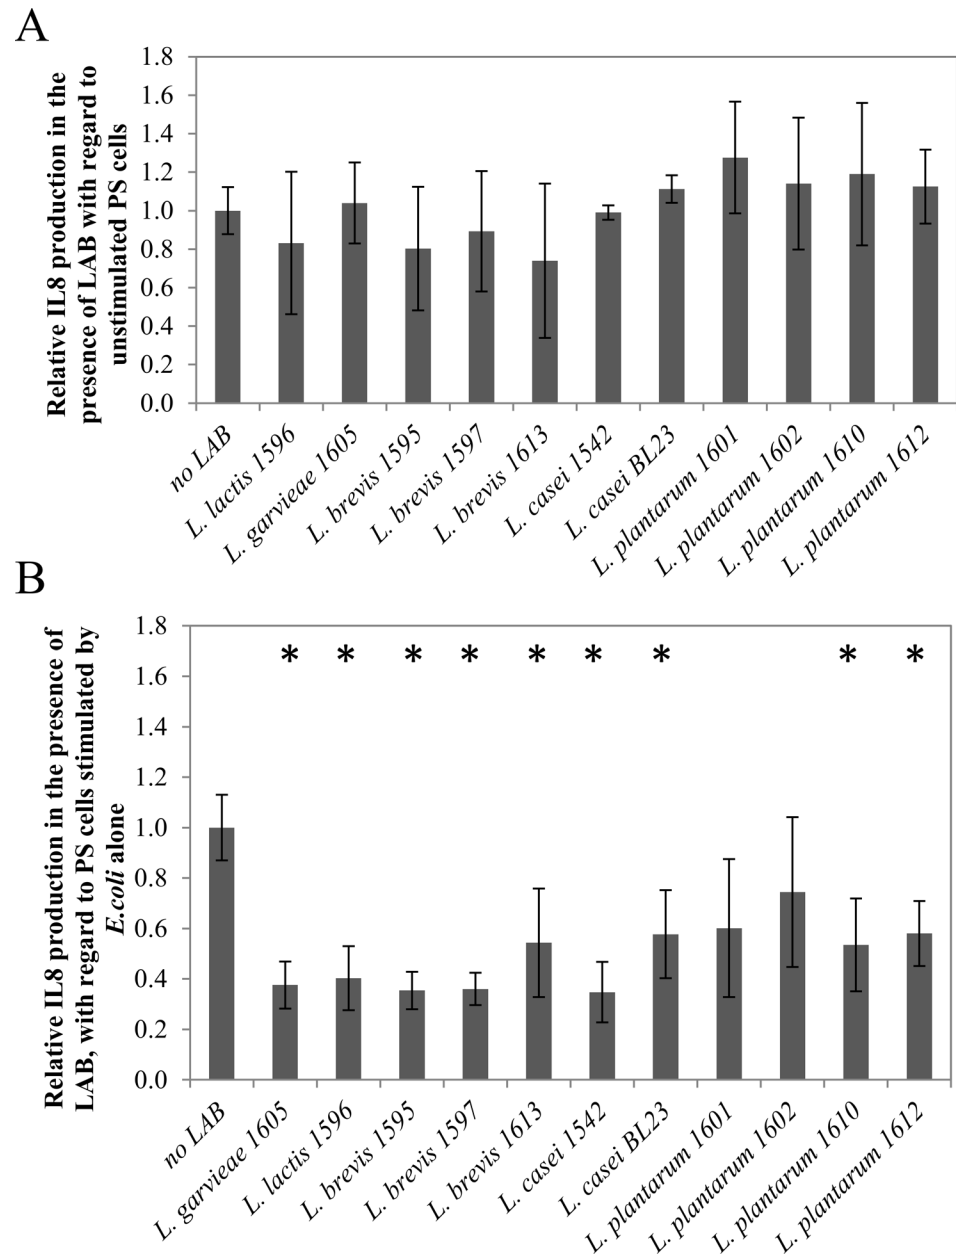 A
Relative IL8 production in the
presence of LAB with regard to
unstimulated PS cells
1.8
1.6
1.4
1.2
1.0
0.8
0.6
0.4
0.2
0.0
no LAB
L. lactis 1596
L. garvieae 1605
L. brevis 1595
L. brevis 1597
L. brevis 1613
L. casei 1542
L. casei BL23
L. plantarum 1601
L. plantarum 1602
L. plantarum 1610
L. plantarum 1612
B
Relative IL8 production in the presence of
LAB, with regard to PS cells stimulated by
E.coli alone
1.8
1.6
1.4
1.2
1.0
0.8
0.6
0.4
0.2
0.0
* * * * * * * * *
no LAB
L. garvieae 1605
L. lactis 1596
L. brevis 1595
L. brevis 1597
L. brevis 1613
L. casei 1542
L. casei BL23
L. plantarum 1601
L. plantarum 1602
L. plantarum 1610
L. plantarum 1612